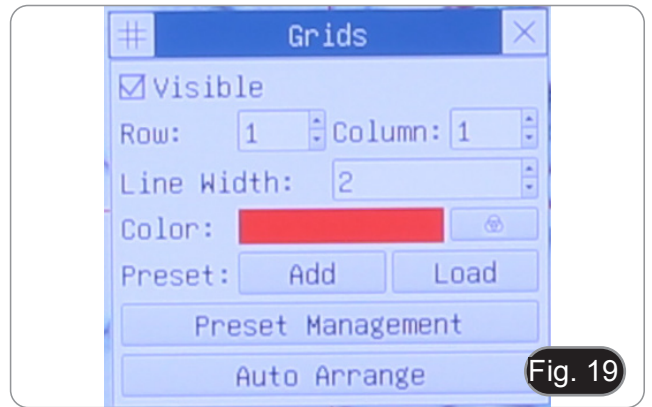 Grids
Visible
Row: 1 Column: 1
Line Width: 2
Color:
Preset: Add Load
Preset Management
Auto Arrange
Fig. 19